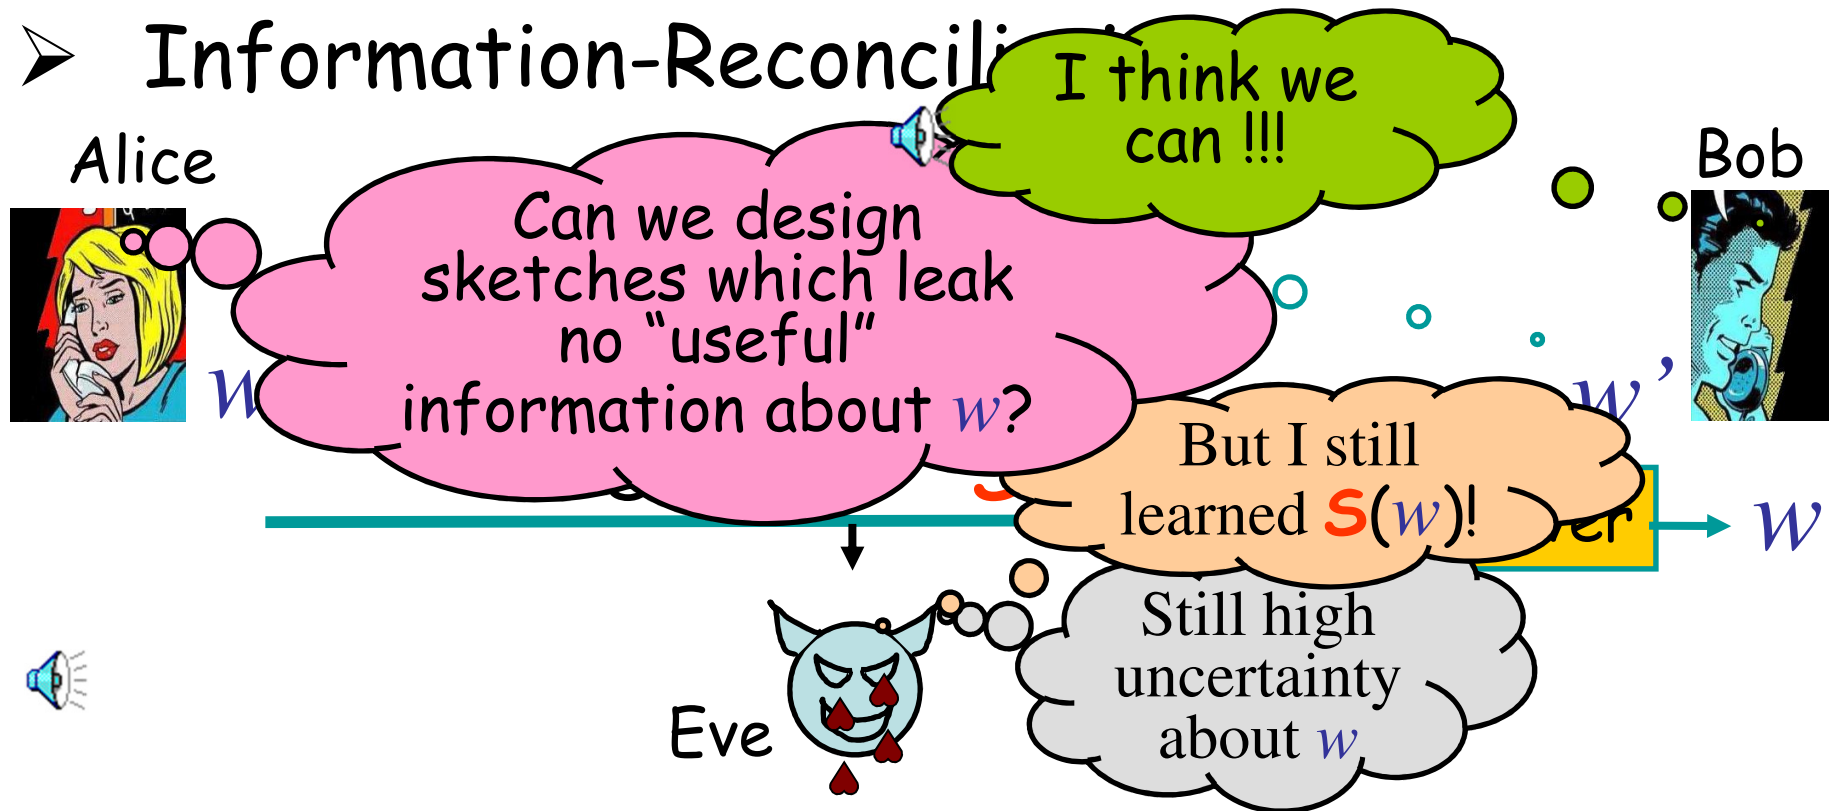 ➢ Information-Reconcili
I think we
can !!!
Alice
Bob
Can we design
sketches which leak
no “useful”
information about w?
w
w’
But I still
learned S(w)!
w
Still high
uncertainty
about w
Eve